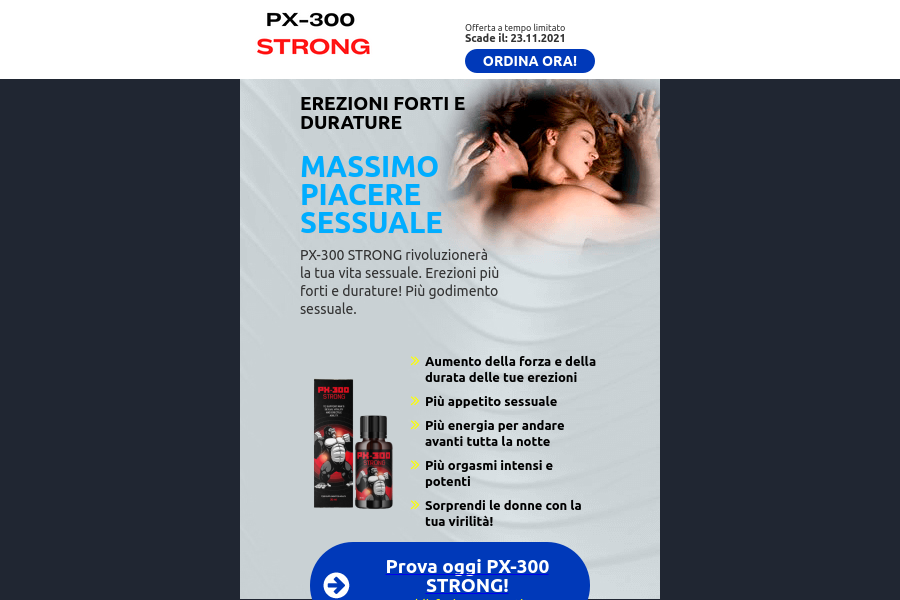 PX-300
STRONG
Offerta a tempo limitato
Scade il: 23.11.2021
ORDINA ORA!
EREZIONI FORTI E
DURATURE
MASSIMO
PIACERE
SESSUALE
PX-300 STRONG rivoluzionerà
la tua vita sessuale. Erezioni più
forti e durature! Più godimento
sessuale.
Aumento della forza e della
durata delle tue erezioni
Più appetito sessuale
Più energia per andare
avanti tutta la notte
Più orgasmi intensi e
potenti
Sorprendi le donne con la
tua virilità!
PX-300
STRONG
PX-300
STRONG
Prova oggi PX-300
STRONG!